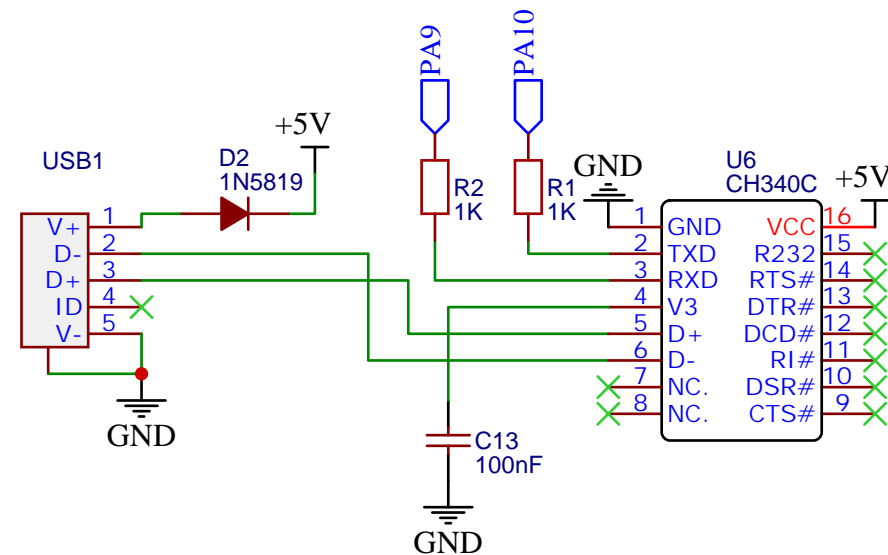 PA9
PA10
+5V
USB1
D2
1N5819
V+ 1
D- 2
D+ 3
ID 4
V- 5
GND
R2
1K
R1
1K
GND
U6
CH340C
+5V
1 GND VCC 16
2 TXD R232 15
3 RXD RTS# 14
4 V3 DTR# 13
5 D+ DCD# 12
6 D- RI# 11
7 NC. DSR# 10
8 NC. CTS# 9
C13
100nF
GND